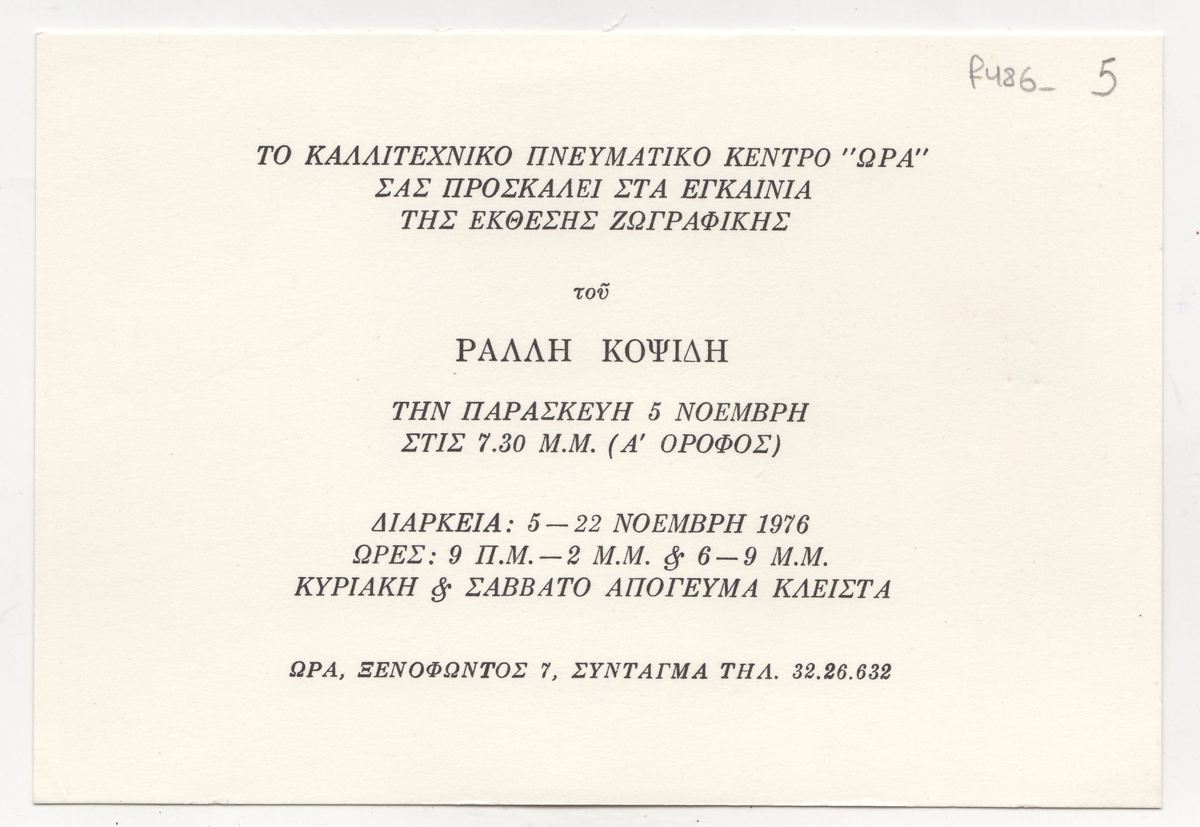 f486- 5
ΤΟ ΚΑΛΛΙΤΕΧΝΙΚΟ ΠΝΕΥΜΑΤΙΚΟ ΚΕΝΤΡΟ "ΩΡΑ"
ΣΑΣ ΠΡΟΣΚΑΛΕΙ ΣΤΑ ΕΓΚΑΙΝΙΑ
ΤΗΣ ΕΚΘΕΣΗΣ ΖΩΓΡΑΦΙΚΗΣ
τοῦ
ΡΑΛΛΗ ΚΟΨΙΔΗ
ΤΗΝ ΠΑΡΑΣΚΕΥΗ 5 ΝΟΕΜΒΡΗ
ΣΤΙΣ 7.30 Μ.Μ. (Α' ΟΡΟΦΟΣ)
ΔΙΑΡΚΕΙΑ: 5—22 ΝΟΕΜΒΡΗ 1976
ΩΡΕΣ: 9 Π.Μ.—2 Μ.Μ. & 6—9 Μ.Μ.
ΚΥΡΙΑΚΗ & ΣΑΒΒΑΤΟ ΑΠΟΓΕΥΜΑ ΚΛΕΙΣΤΑ
ΩΡΑ, ΞΕΝΟΦΩΝΤΟΣ 7, ΣΥΝΤΑΓΜΑ ΤΗΛ. 32.26.632